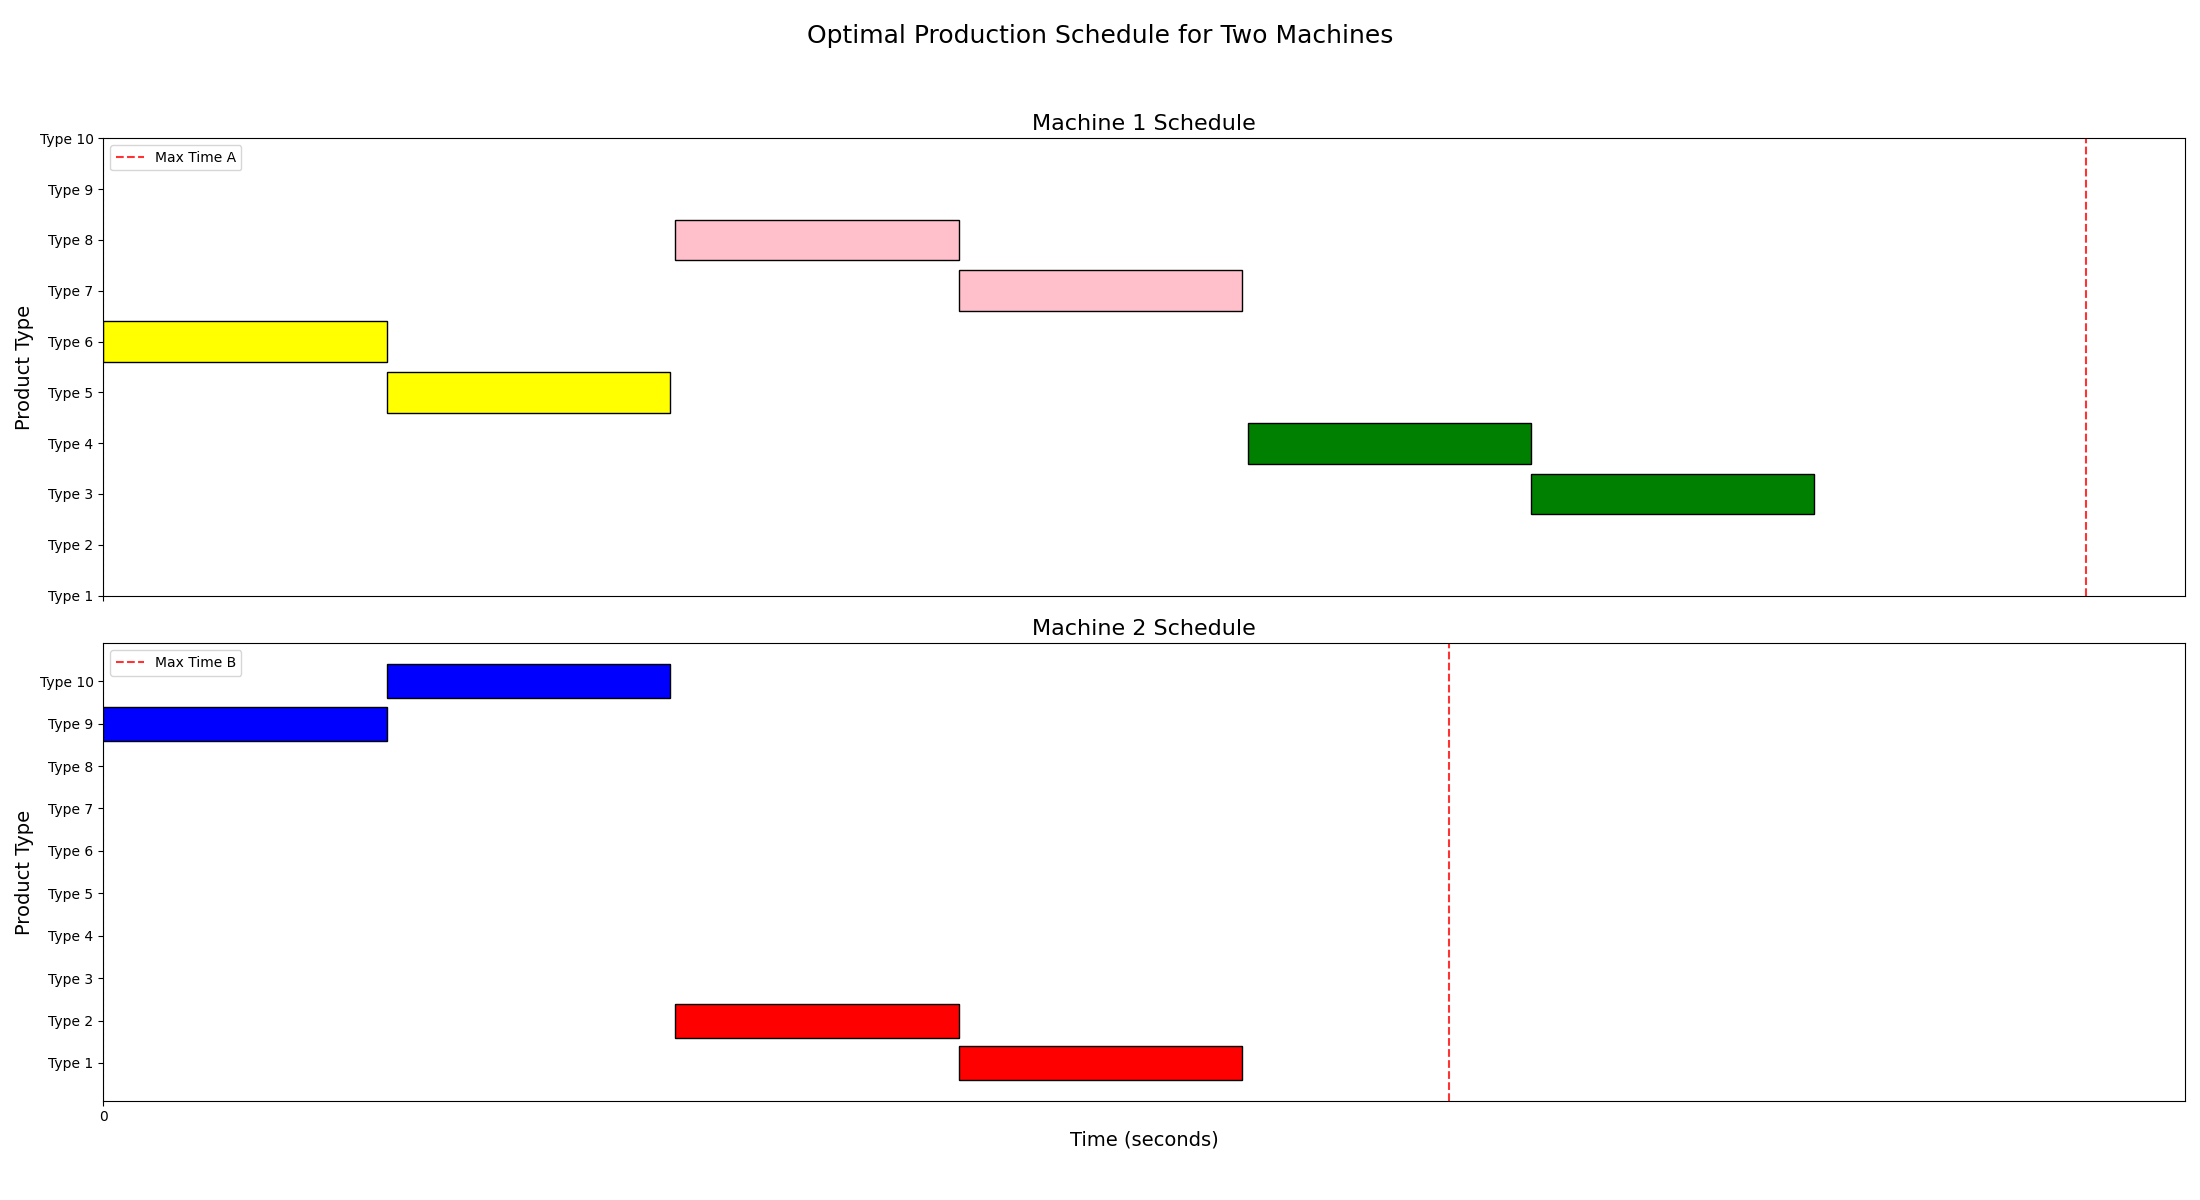 Optimal Production Schedule for Two Machines
Machine 1 Schedule
Max Time A
Product Type
Type 10
Type 9
Type 8
Type 7
Type 6
Type 5
Type 4
Type 3
Type 2
Type 1
Machine 2 Schedule
Max Time B
Product Type
Type 10
Type 9
Type 8
Type 7
Type 6
Type 5
Type 4
Type 3
Type 2
Type 1
0
Time (seconds)